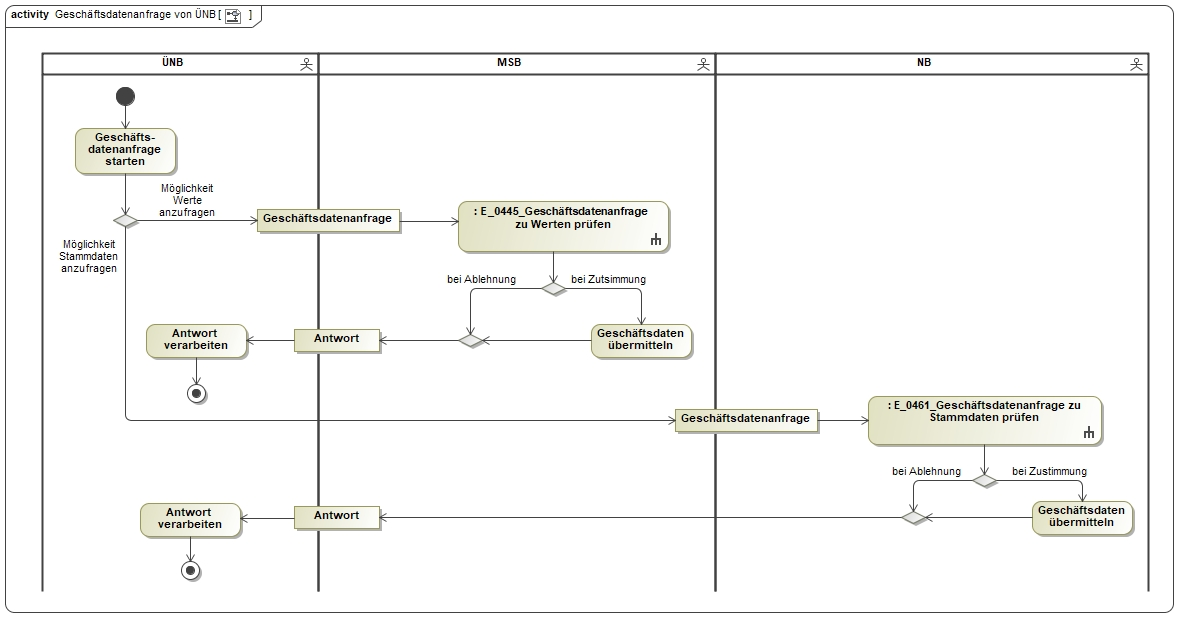 activity Geschäftsdatenanfrage von ÜNB [ ]
ÜNB
MSB
NB
Geschäfts-
datenanfrage
starten
Möglichkeit
Werte
anzufragen
Geschäftsdatenanfrage
: E_0445_Geschäftsdatenanfrage
zu Werten prüfen
Möglichkeit
Stammdaten
anzufragen
bei Ablehnung
bei Zutsimmung
Antwort
verarbeiten
Antwort
Geschäftsdaten
übermitteln
Geschäftsdatenanfrage
: E_0461_Geschäftsdatenanfrage zu
Stammdaten prüfen
bei Ablehnung
bei Zustimmung
Antwort
verarbeiten
Antwort
Geschäftsdaten
übermitteln